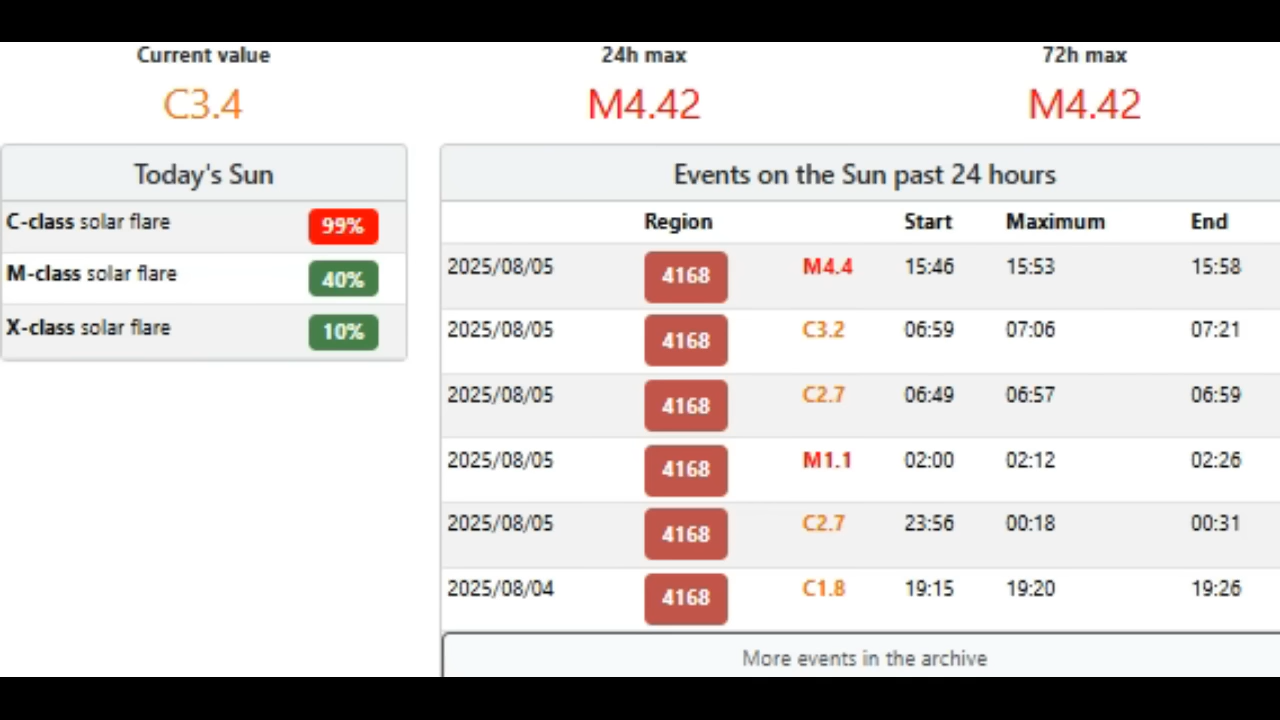 Current value 24h max 72h max
C3.4 M4.42 M4.42
Today's Sun
C-class solar flare 99%
M-class solar flare 40%
X-class solar flare 10%
Events on the Sun past 24 hours
Region Start Maximum End
2025/08/05 4168 M4.4 15:46 15:53 15:58
2025/08/05 4168 C3.2 06:59 07:06 07:21
2025/08/05 4168 C2.7 06:49 06:57 06:59
2025/08/05 4168 M1.1 02:00 02:12 02:26
2025/08/05 4168 C2.7 23:56 00:18 00:31
2025/08/04 4168 C1.8 19:15 19:20 19:26
More events in the archive